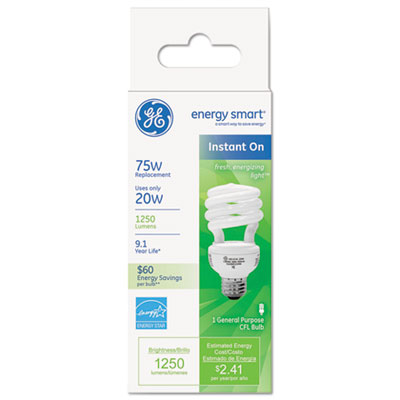 GE
energy smart®
a smart way to save energy®
Instant On
75W
Replacement
fresh, energizing
light™
Uses only
20W
1250
Lumens
9.1
Year Life*
$60
Energy Savings
per bulb**
energy
ENERGY STAR
1 General Purpose
CFL Bulb
Brightness/Brillo
1250
lumens/lúmenes
Estimated Energy
Cost/Costo
Estimado de Energía
$2.41
per year/por año